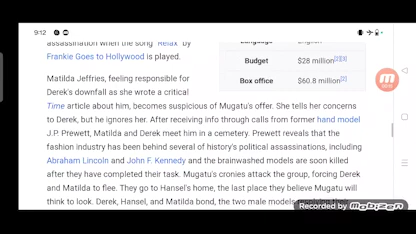 9:12
assassination when the song "Relax" by
Frankie Goes to Hollywood is played.
Language English
Budget $28 million[2][3]
Box office $60.8 million[2]
Matilda Jeffries, feeling responsible for
Derek's downfall as she wrote a critical
Time article about him, becomes suspicious of Mugatu's offer. She tells her concerns
to Derek, but he ignores her. After receiving info through calls from former hand model
J.P. Prewett, Matilda and Derek meet him in a cemetery. Prewett reveals that the
fashion industry has been behind several of history's political assassinations, including
Abraham Lincoln and John F. Kennedy and the brainwashed models are soon killed
after they have completed their task. Mugatu's cronies attack the group, forcing Derek
and Matilda to flee. They go to Hansel's home, the last place they believe Mugatu will
think to look. Derek, Hansel, and Matilda bond, the two male models resolving their
Recorded by Mobizen